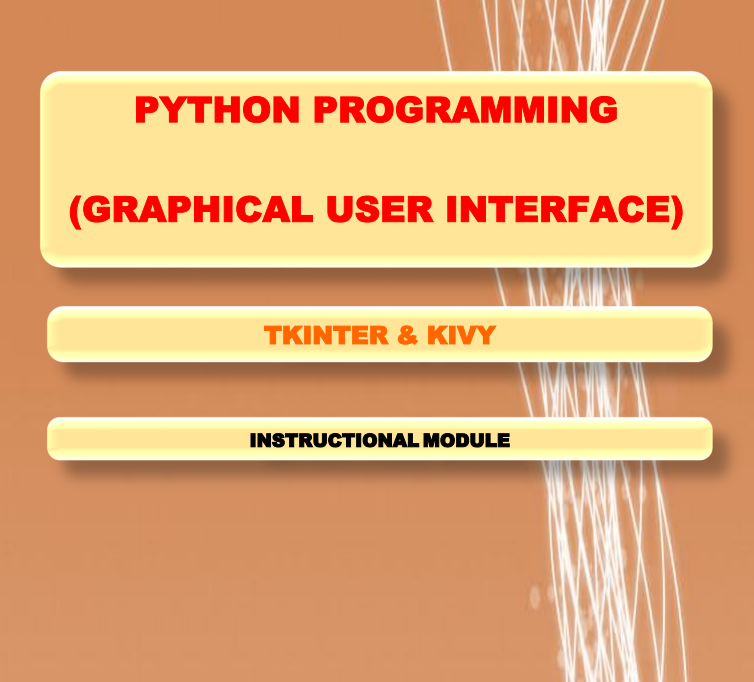 PYTHON PROGRAMMING
(GRAPHICAL USER INTERFACE)
TKINTER & KIVY
INSTRUCTIONAL MODULE